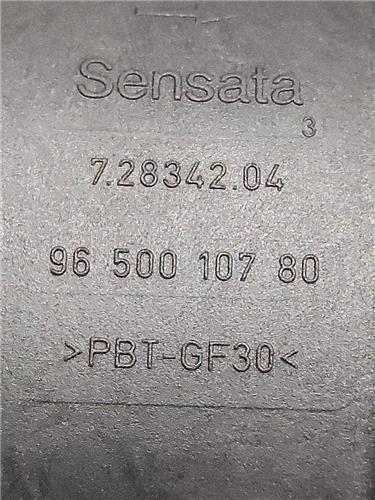 Sensata
3
7.28342.04
96 500 107 80
>PBT-GF30<